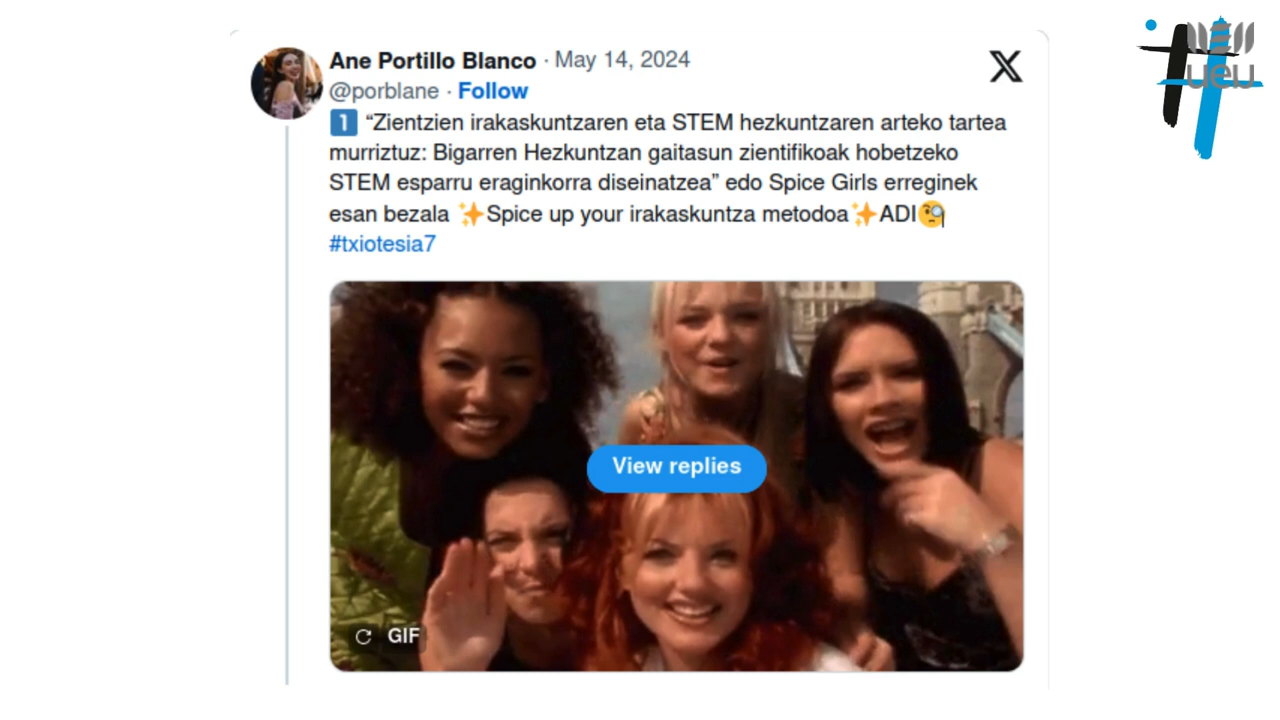 Ane Portillo Blanco · May 14, 2024
@porblane · Follow
1 “Zientzien irakaskuntzaren eta STEM hezkuntzaren arteko tartea
murriztuz: Bigarren Hezkuntzan gaitasun zientifikoak hobetzeko
STEM esparru eraginkorra diseinatzea” edo Spice Girls erreginek
esan bezala ✨Spice up your irakaskuntza metodoa✨ADI🧐
#txiotesia7
View replies
GIF
ueu